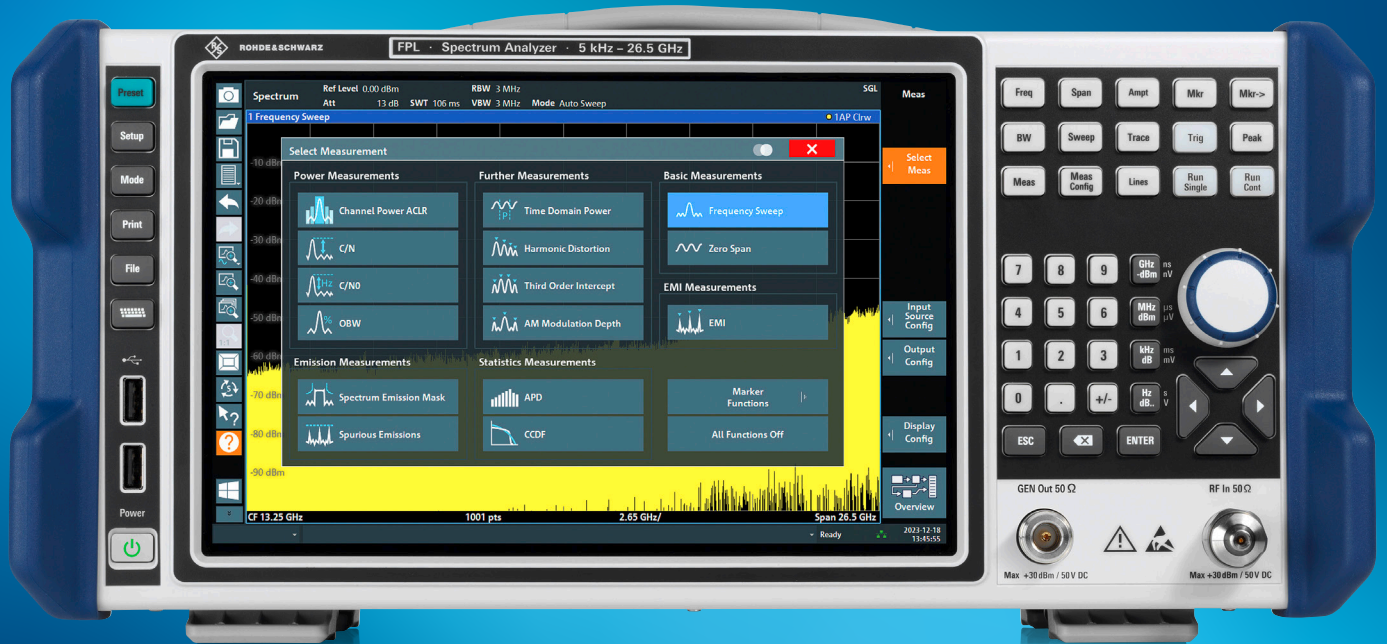 ROHDE&SCHWARZ
FPL · Spectrum Analyzer · 5 kHz – 26.5 GHz
Preset
Setup
Mode
Print
File
Power
Spectrum
Ref Level 0.00 dBm
RBW 3 MHz
SGL
Att 13 dB SWT 106 ms VBW 3 MHz Mode Auto Sweep
1 Frequency Sweep
1AP Clrw
Select Measurement
Power Measurements
Channel Power ACLR
C/N
C/N0
OBW
Further Measurements
Time Domain Power
Harmonic Distortion
Third Order Intercept
AM Modulation Depth
Basic Measurements
Frequency Sweep
Zero Span
EMI Measurements
EMI
Emission Measurements
Spectrum Emission Mask
Spurious Emissions
Statistics Measurements
APD
CCDF
Marker
Functions
All Functions Off
-10 dBm
-20 dBm
-30 dBm
-40 dBm
-50 dBm
-60 dBm
-70 dBm
-80 dBm
-90 dBm
CF 13.25 GHz
1001 pts
2.65 GHz/
Span 26.5 GHz
Ready
2023-12-18
13:45:55
Meas
Select
Meas
Input
Source
Config
Output
Config
Display
Config
Overview
Freq
Span
Ampt
Mkr
Mkr->
BW
Sweep
Trace
Trig
Peak
Meas
Meas
Config
Lines
Run
Single
Run
Cont
7 8 9 GHz -dBm ns nV
4 5 6 MHz dBm µs µV
1 2 3 kHz dB ms mV
0 . +/- Hz dB.. s V
ESC
ENTER
GEN Out 50 Ω
RF In 50 Ω
Max +30 dBm / 50 V DC
Max +30 dBm / 50 V DC